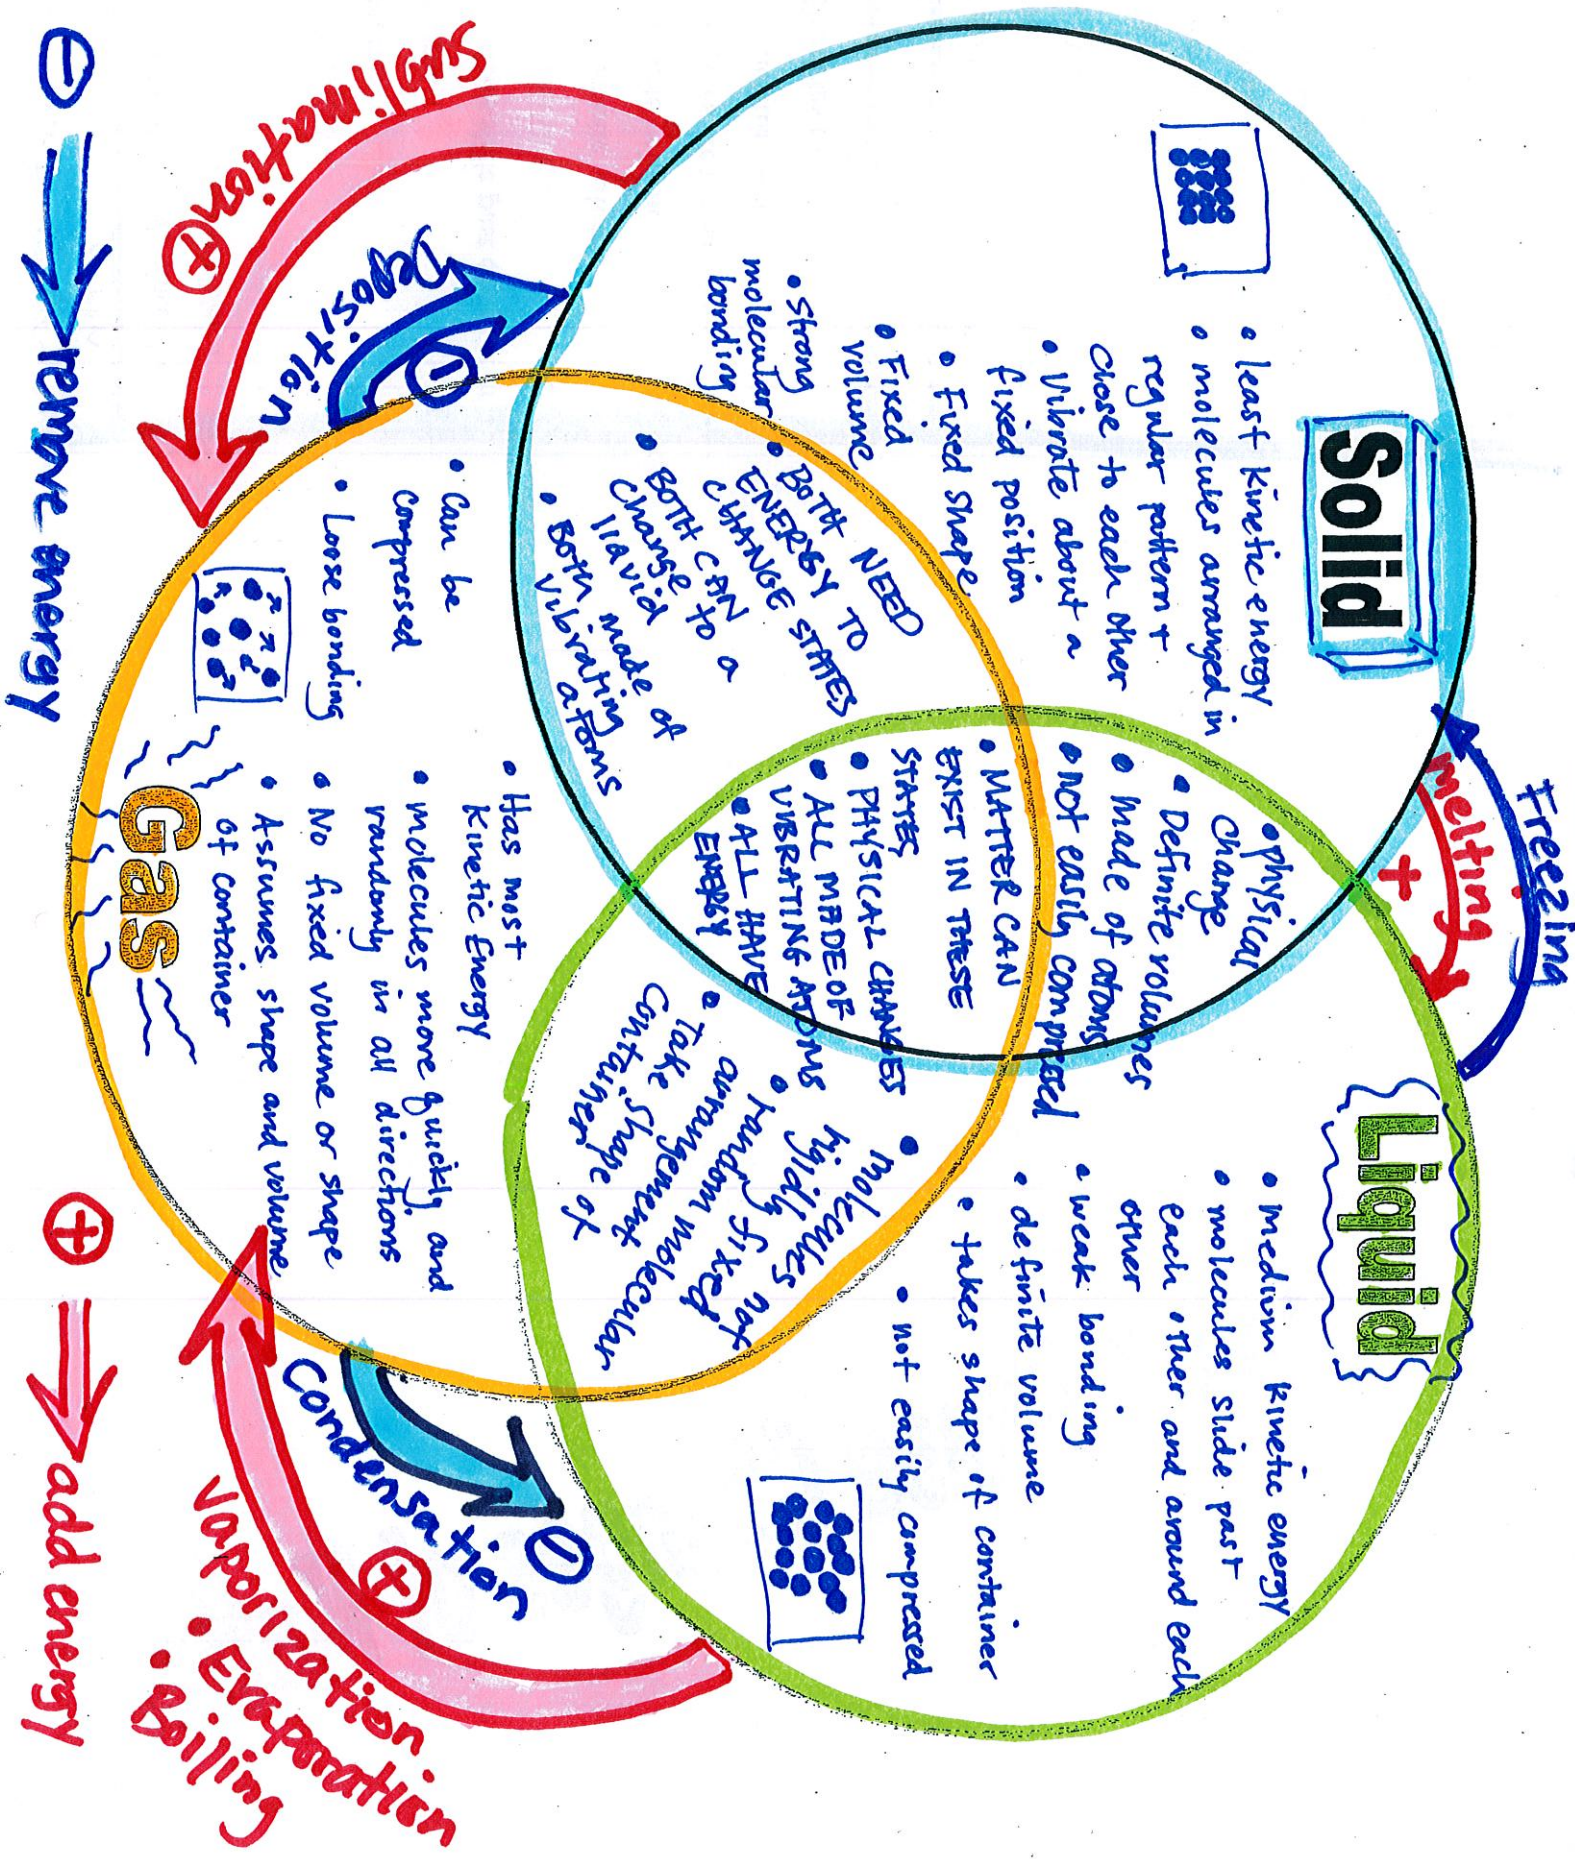 Solid
• least kinetic energy
• molecules arranged in
regular pattern +
close to each other
• Vibrate about a
fixed position
• Fixed shape
• Fixed
volume
• strong
molecular
bonding
Freezing
melting
+
Liquid
• medium kinetic energy
• molecules slide past
each other and around each
other
• weak bonding
• definite volume
• takes shape of container
• not easily compressed
• physical
change
• Definite volumes
• made of atoms
• not easily compressed
• MATTER CAN
EXIST IN THESE
STATES
• PHYSICAL CHANGES
• ALL MADE OF
VIBRATING ATOMS
• ALL HAVE
ENERGY
• BOTH NEED
ENERGY TO
CHANGE STATES
• BOTH CAN
change to a
liquid
• Both made of
vibrating
atoms
• molecules not
rigidly fixed
• random molecular
arrangement
• Take shape of
container
Sublimation
+
Deposition
-
• Can be
compressed
• Loose bonding
• Has most
Kinetic Energy
• molecules more quickly and
randomly in all directions
• No fixed volume or shape
• Assumes shape and volume
of container
Gas
Condensation
-
+
Vaporization
• Evaporation
• Boiling
- → remove energy
+ → add energy